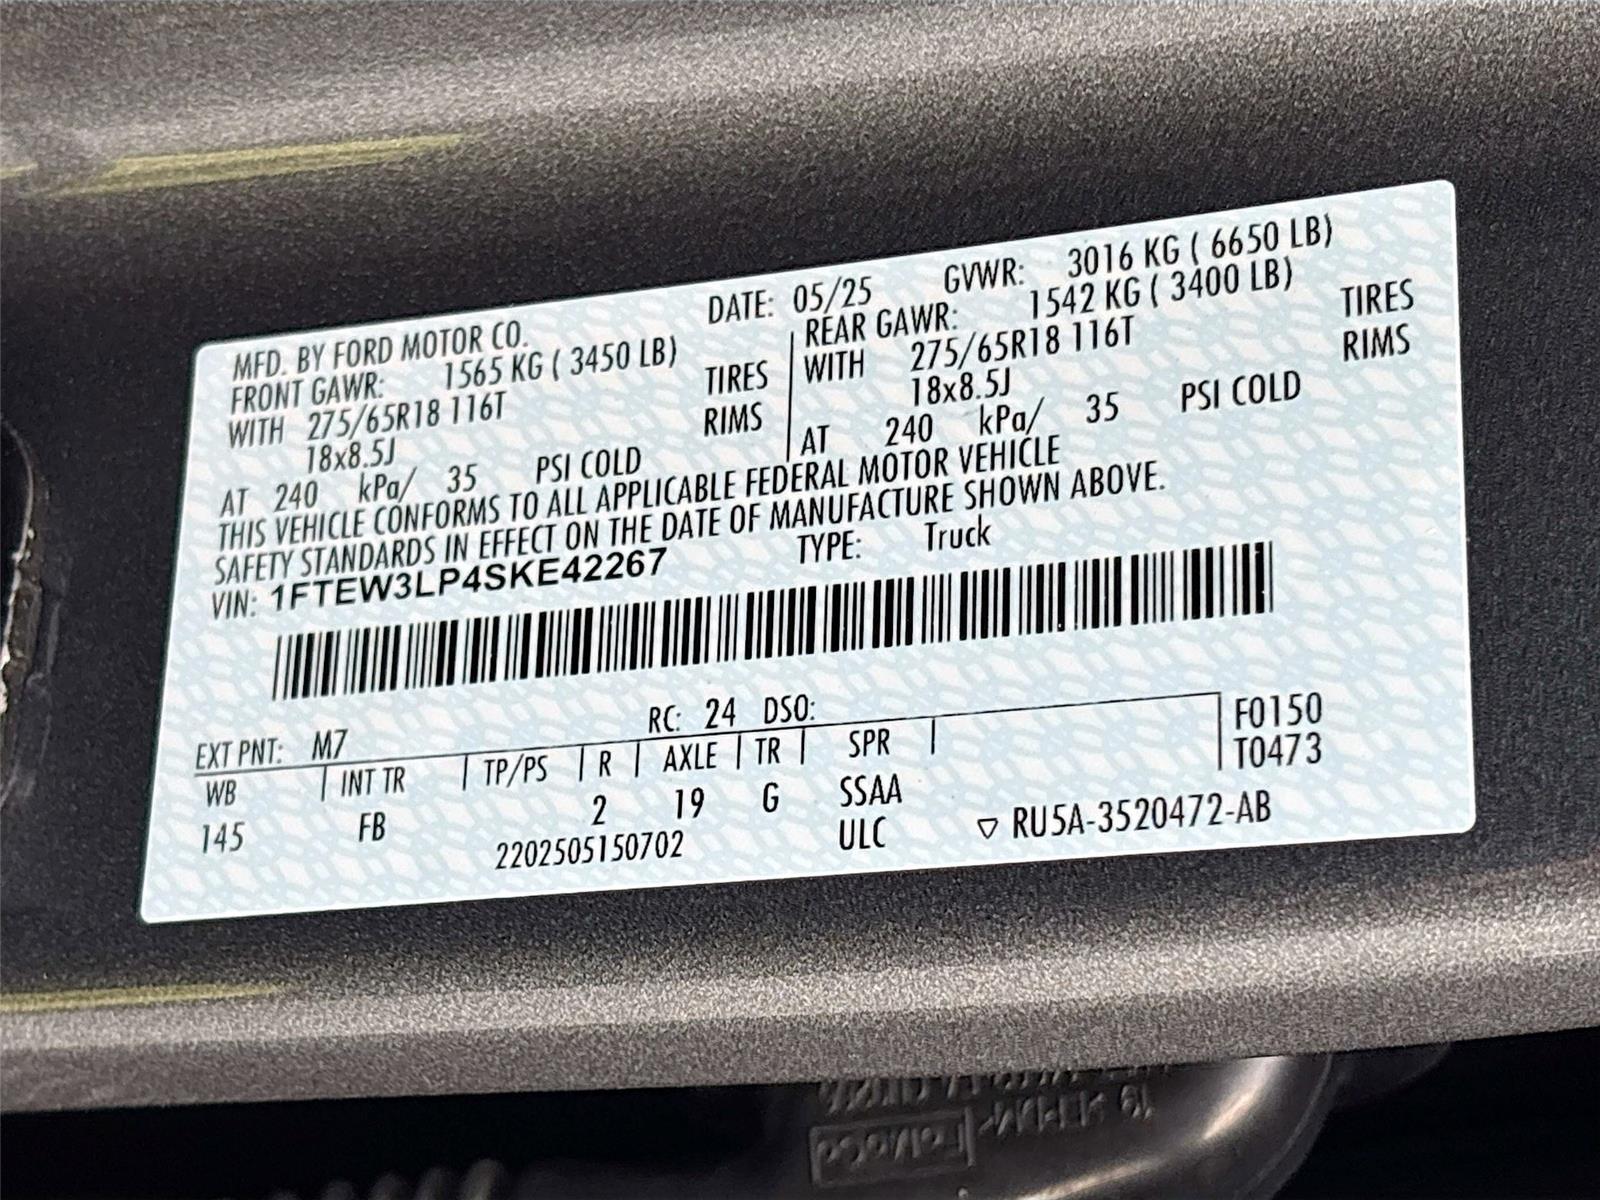 DATE: 05/25 GVWR: 3016 KG ( 6650 LB)
MFD. BY FORD MOTOR CO.
FRONT GAWR: 1565 KG ( 3450 LB)
WITH 275/65R18 116T TIRES
18x8.5J RIMS
AT 240 kPa/ 35 PSI COLD
REAR GAWR: 1542 KG ( 3400 LB)
WITH 275/65R18 116T TIRES
18x8.5J RIMS
AT 240 kPa/ 35 PSI COLD
THIS VEHICLE CONFORMS TO ALL APPLICABLE FEDERAL MOTOR VEHICLE
SAFETY STANDARDS IN EFFECT ON THE DATE OF MANUFACTURE SHOWN ABOVE.
VIN: 1FTEW3LP4SKE42267 TYPE: Truck
EXT PNT: M7 RC: 24 DSO: F0150
WB INT TR TP/PS R AXLE TR SPR T0473
145 FB 2 19 G SSAA
2202505150702 ULC ▽ RU5A-3520472-AB
FoMoCo